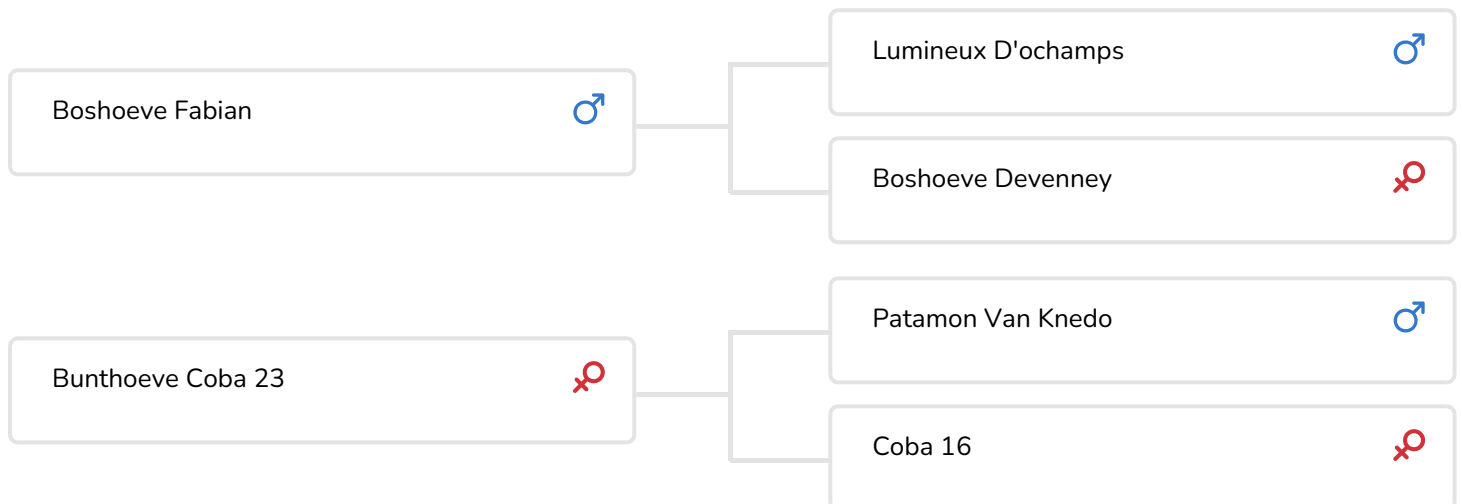 Lumineux D'ochamps
Boshoeve Fabian
Boshoeve Devenney
Patamon Van Knedo
Bunthoeve Coba 23
Coba 16